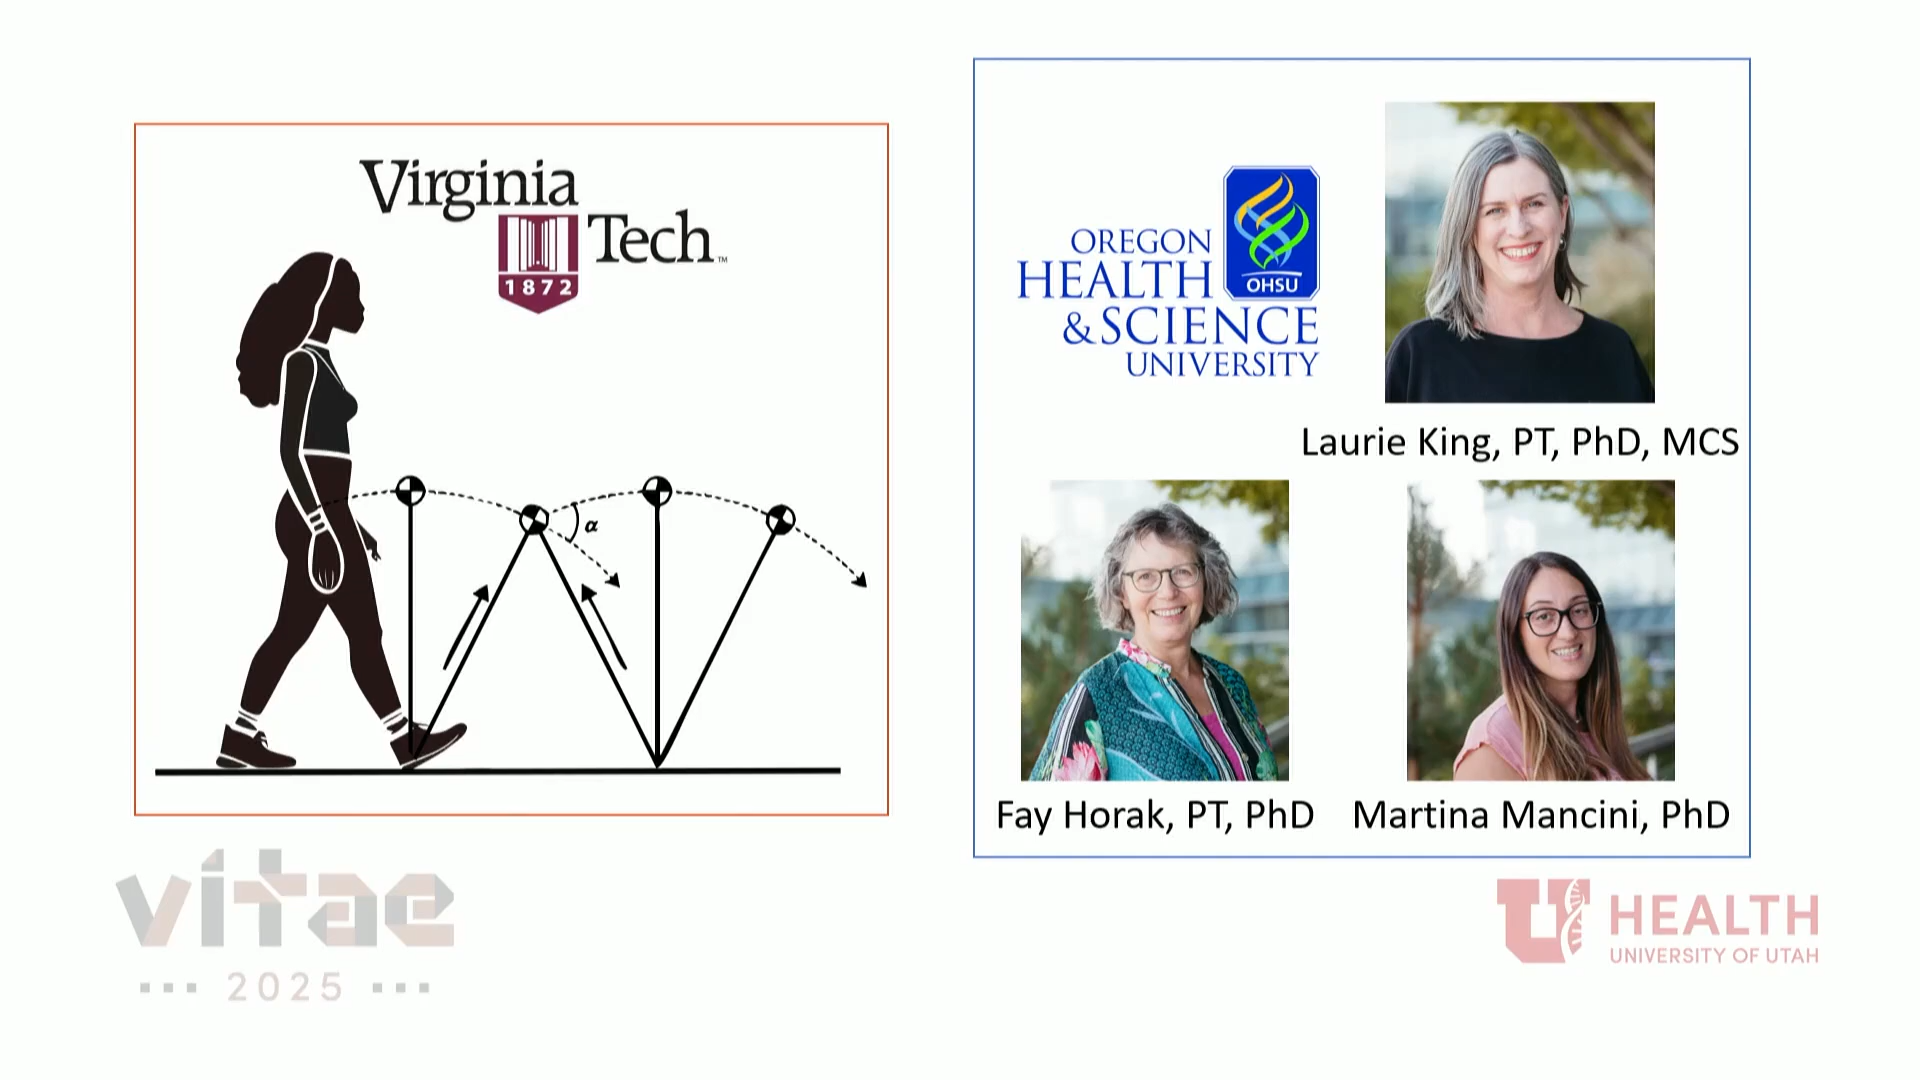 Virginia
Tech™
1872
α
OREGON
HEALTH
OHSU
& SCIENCE
UNIVERSITY
Laurie King, PT, PhD, MCS
Fay Horak, PT, PhD
Martina Mancini, PhD
vitae
2025
U HEALTH
UNIVERSITY OF UTAH